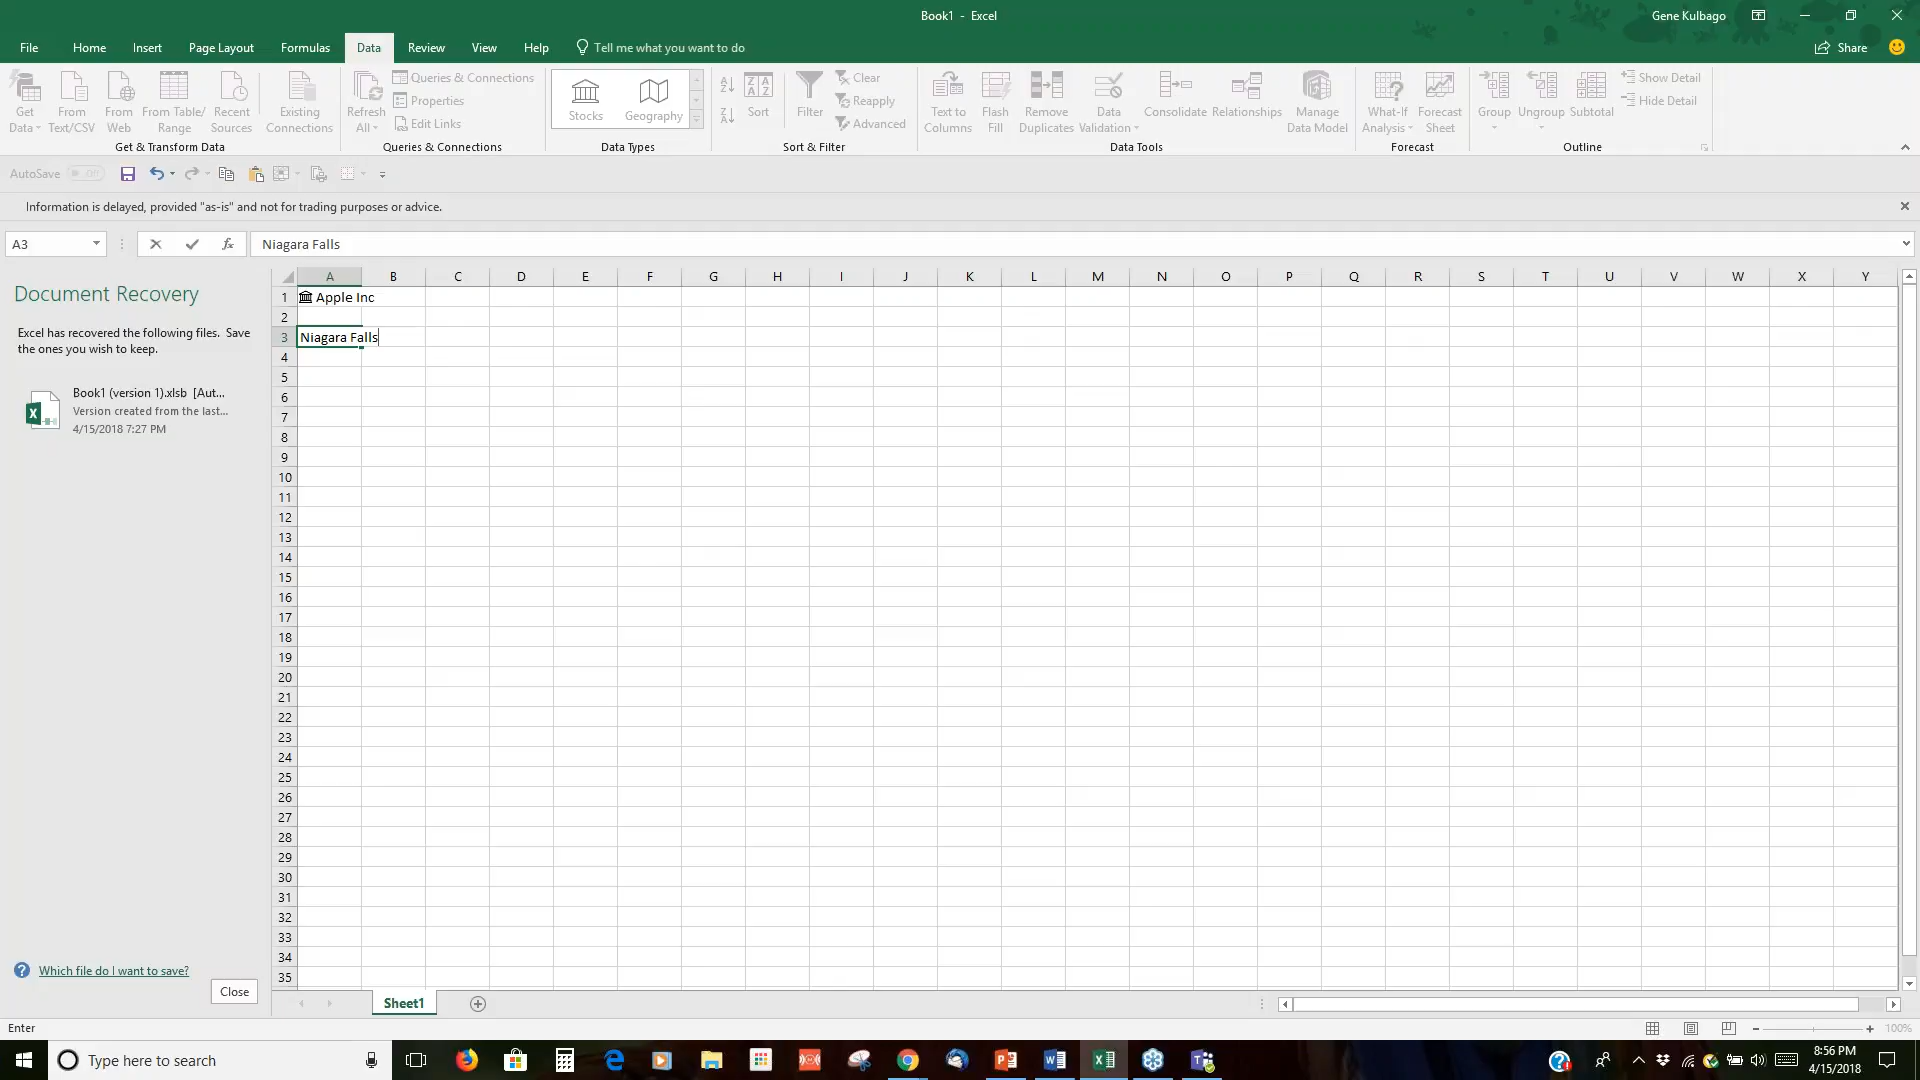 Book1 - Excel
Gene Kulbago
File Home Insert Page Layout Formulas Data Review View Help Tell me what you want to do
Share
Get Data
From Text/CSV
From Web
From Table/ Range
Recent Sources
Existing Connections
Get & Transform Data
Refresh All
Queries & Connections
Properties
Edit Links
Queries & Connections
Stocks
Geography
Data Types
Sort
Filter
Clear
Reapply
Advanced
Sort & Filter
Text to Columns
Flash Fill
Remove Duplicates
Data Validation
Consolidate
Relationships
Manage Data Model
Data Tools
What-If Analysis
Forecast Sheet
Forecast
Group
Ungroup
Subtotal
Show Detail
Hide Detail
Outline
AutoSave Off
Information is delayed, provided "as-is" and not for trading purposes or advice.
A3
fx
Niagara Falls
Document Recovery
Excel has recovered the following files. Save
the ones you wish to keep.
Book1 (version 1).xlsb [Aut...
Version created from the last...
4/15/2018 7:27 PM
Which file do I want to save?
Close
A B C D E F G H I J K L M N O P Q R S T U V W X Y
1 Apple Inc
2
3 Niagara Falls
4
5
6
7
8
9
10
11
12
13
14
15
16
17
18
19
20
21
22
23
24
25
26
27
28
29
30
31
32
33
34
35
Sheet1
Enter
100%
Type here to search
8:56 PM
4/15/2018